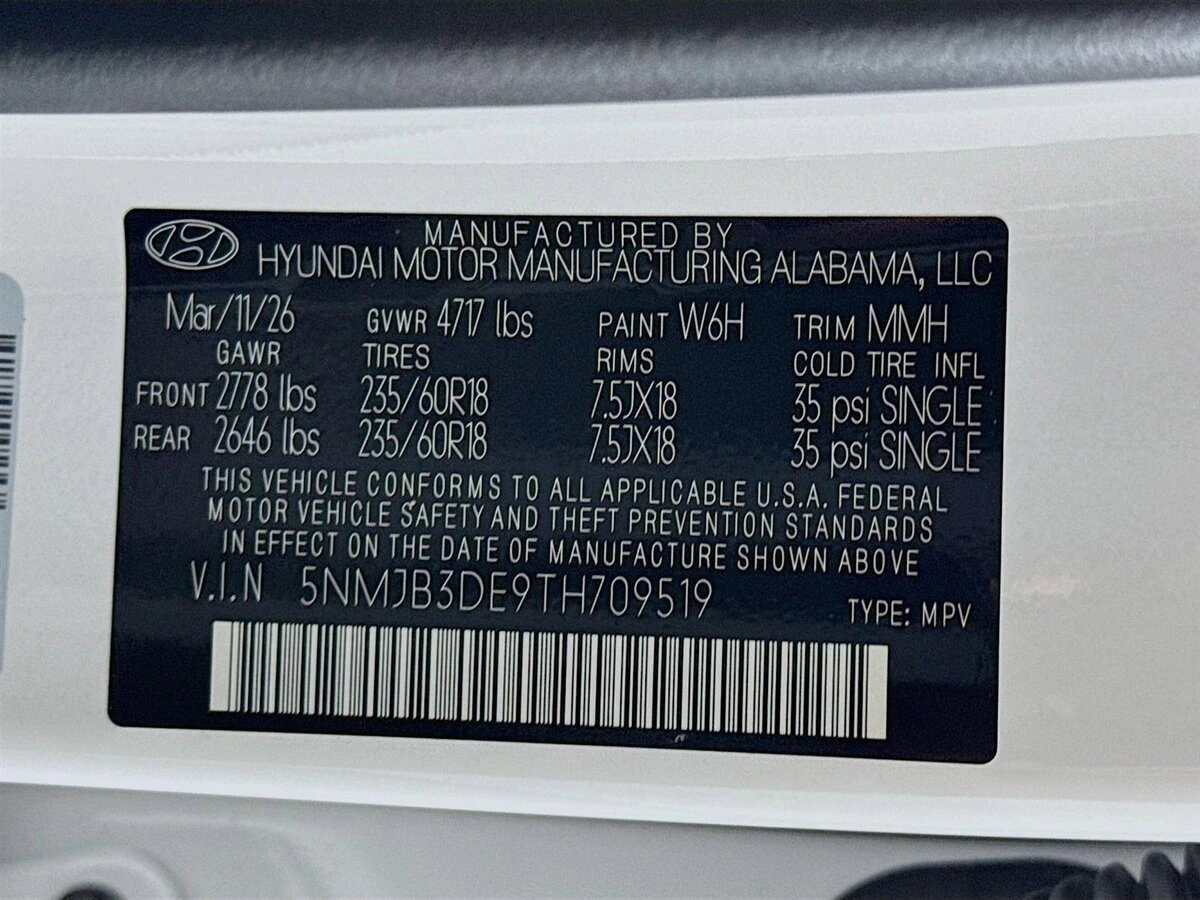 MANUFACTURED BY
HYUNDAI MOTOR MANUFACTURING ALABAMA, LLC
Mar/11/26 GVWR 4717 lbs PAINT W6H TRIM MMH
GAWR TIRES RIMS COLD TIRE INFL
FRONT 2778 lbs 235/60R18 7.5JX18 35 psi SINGLE
REAR 2646 lbs 235/60R18 7.5JX18 35 psi SINGLE
THIS VEHICLE CONFORMS TO ALL APPLICABLE U.S.A. FEDERAL
MOTOR VEHICLE SAFETY AND THEFT PREVENTION STANDARDS
IN EFFECT ON THE DATE OF MANUFACTURE SHOWN ABOVE
V.I.N 5NMJB3DE9TH709519 TYPE: MPV